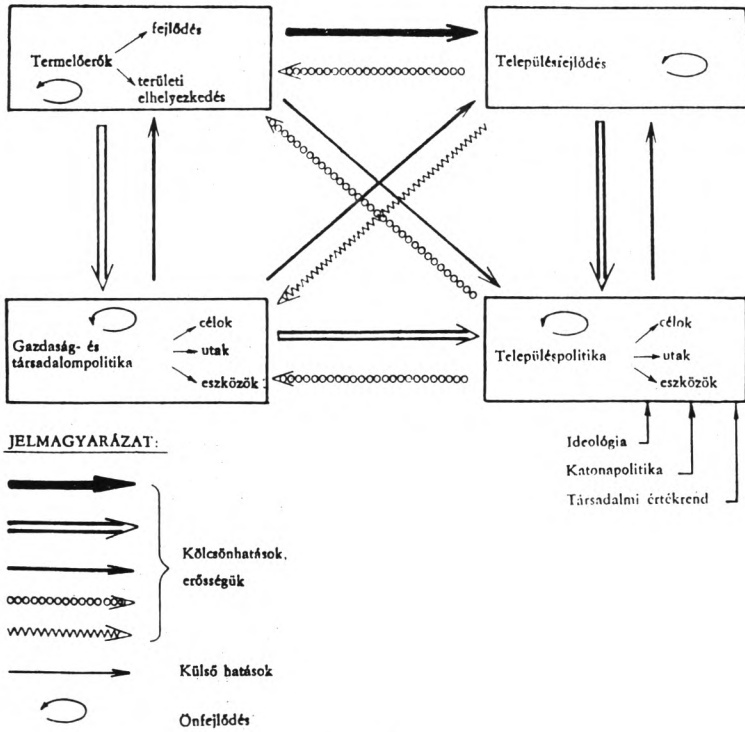 fejlődés
Termelőerők
területi
elhelyezkedés
Településfejlődés
célok
Gazdaság- és
utak
társadalompolitika
eszközök
célok
Településpolitika
utak
eszközök
Ideológia
Katonapolitika
Társadalmi értékrend
JELMAGYARÁZAT:
Kölcsönhatások,
erősségük
Külső hatások
Önfejlődés